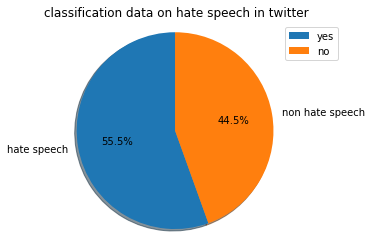 classification data on hate speech in twitter
yes
no
non hate speech
44.5%
55.5%
hate speech